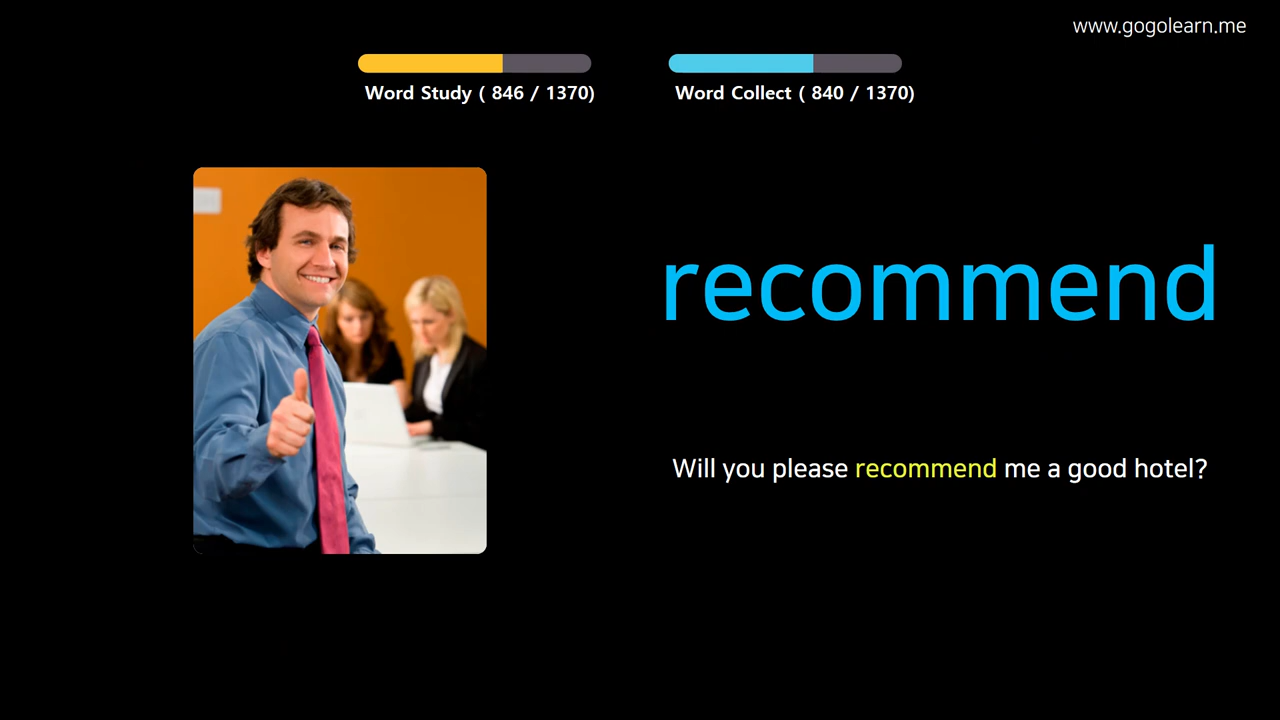 www.gogolearn.me
Word Study ( 846 / 1370)
Word Collect ( 840 / 1370)
recommend
Will you please recommend me a good hotel?